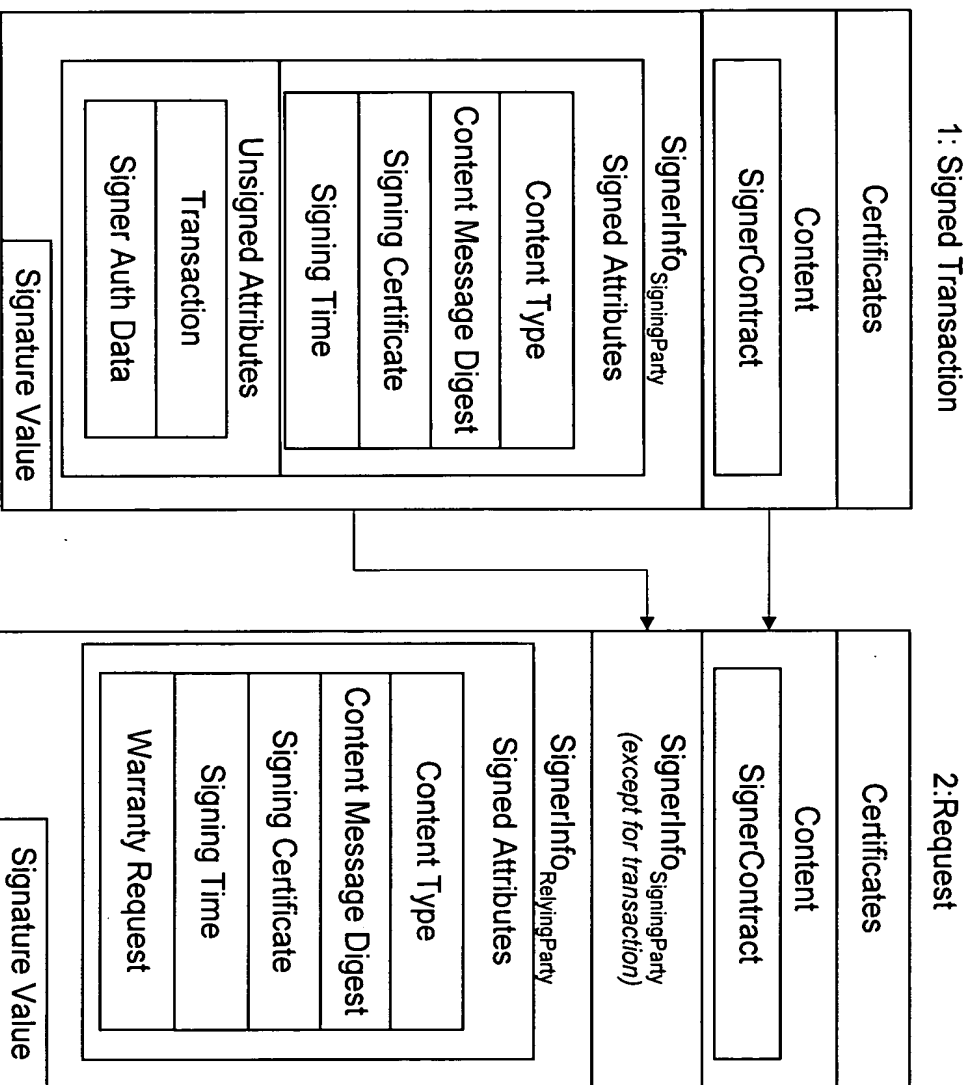 1: Signed Transaction
Certificates
Content
SignerContract
SignerInfoSigningParty
Signed Attributes
Content Type
Content Message Digest
Signing Certificate
Signing Time
Unsigned Attributes
Transaction
Signer Auth Data
Signature Value
2:Request
Certificates
Content
SignerContract
SignerInfoSigningParty
(except for transaction)
SignerInfoRelyingParty
Signed Attributes
Content Type
Content Message Digest
Signing Certificate
Signing Time
Warranty Request
Signature Value